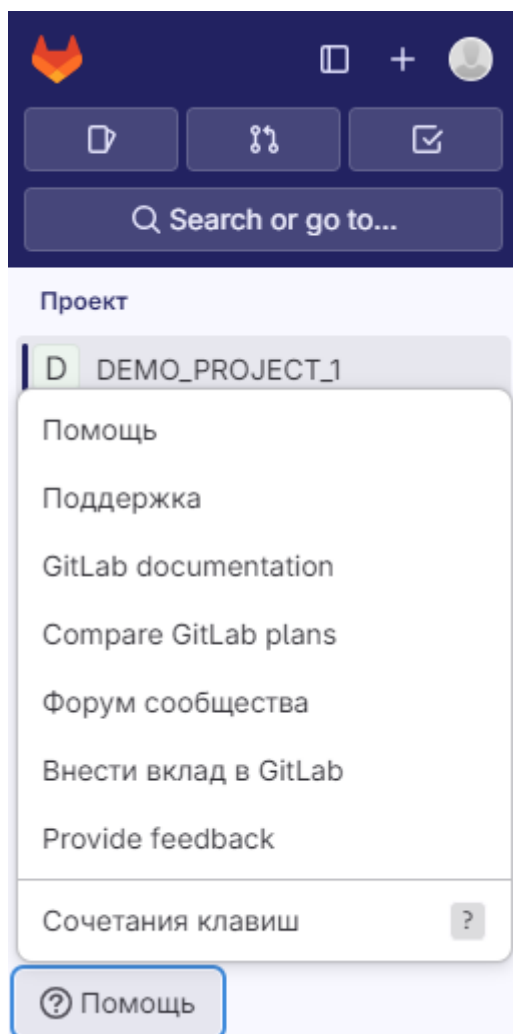 Search or go to...
Проект
D DEMO_PROJECT_1
Помощь
Поддержка
GitLab documentation
Compare GitLab plans
Форум сообщества
Внести вклад в GitLab
Provide feedback
Сочетания клавиш ?
Помощь